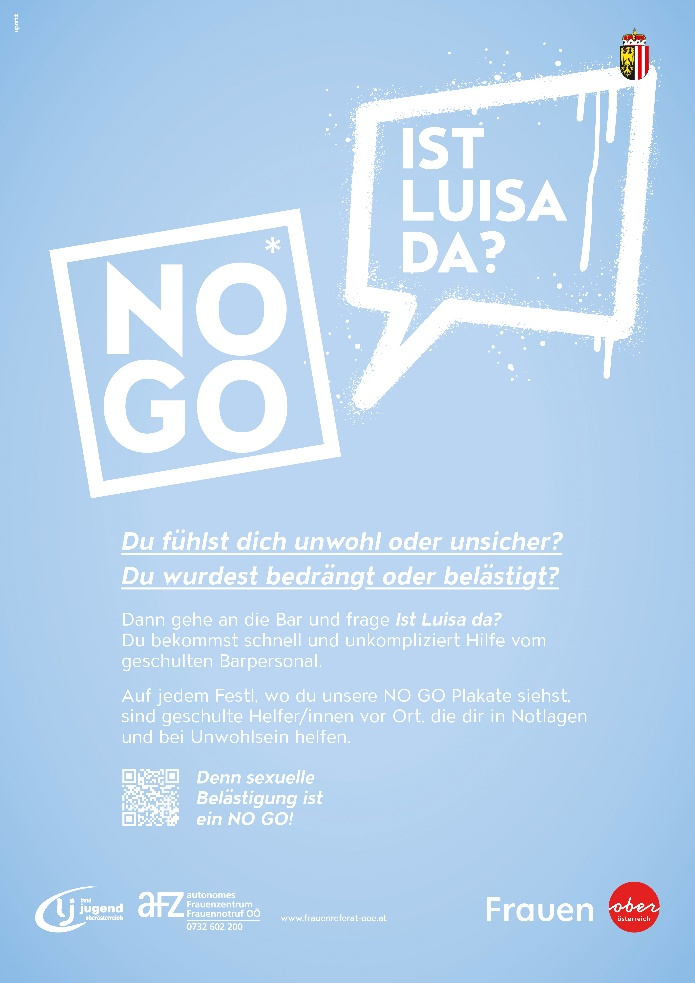 IST
LUISA
DA?
NO*
GO
Du fühlst dich unwohl oder unsicher?
Du wurdest bedrängt oder belästigt?
Dann gehe an die Bar und frage Ist Luisa da?
Du bekommst schnell und unkompliziert Hilfe vom
geschulten Barpersonal.
Auf jedem Festl, wo du unsere NO GO Plakate siehst,
sind geschulte Helfer/innen vor Ort, die dir in Notlagen
und bei Unwohlsein helfen.
Denn sexuelle
Belästigung ist
ein NO GO!
lj
land
jugend
oberösterreich
aFZ
autonomes
Frauenzentrum
Frauennotruf OÖ
0732 602 200
www.frauenreferat-ooe.at
Frauen
ober
österreich